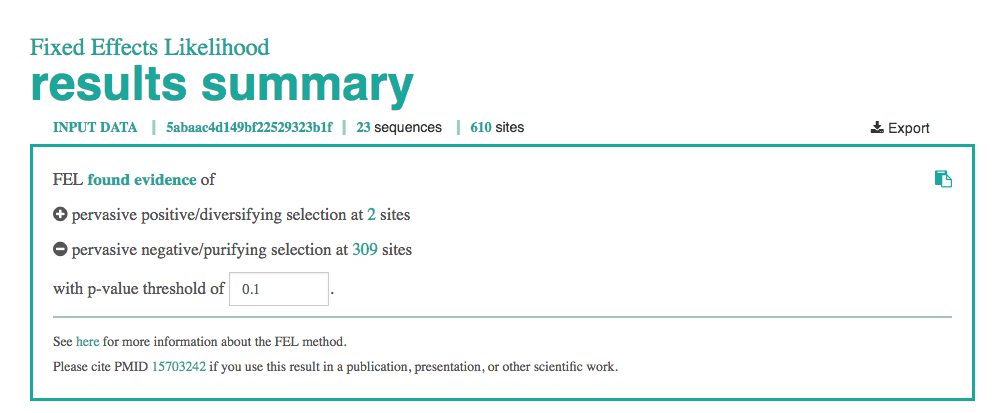 Fixed Effects Likelihood
results summary
INPUT DATA | 5abaac4d149bf22529323b1f | 23 sequences | 610 sites Export
FEL found evidence of
pervasive positive/diversifying selection at 2 sites
pervasive negative/purifying selection at 309 sites
with p-value threshold of 0.1 .
See here for more information about the FEL method.
Please cite PMID 15703242 if you use this result in a publication, presentation, or other scientific work.